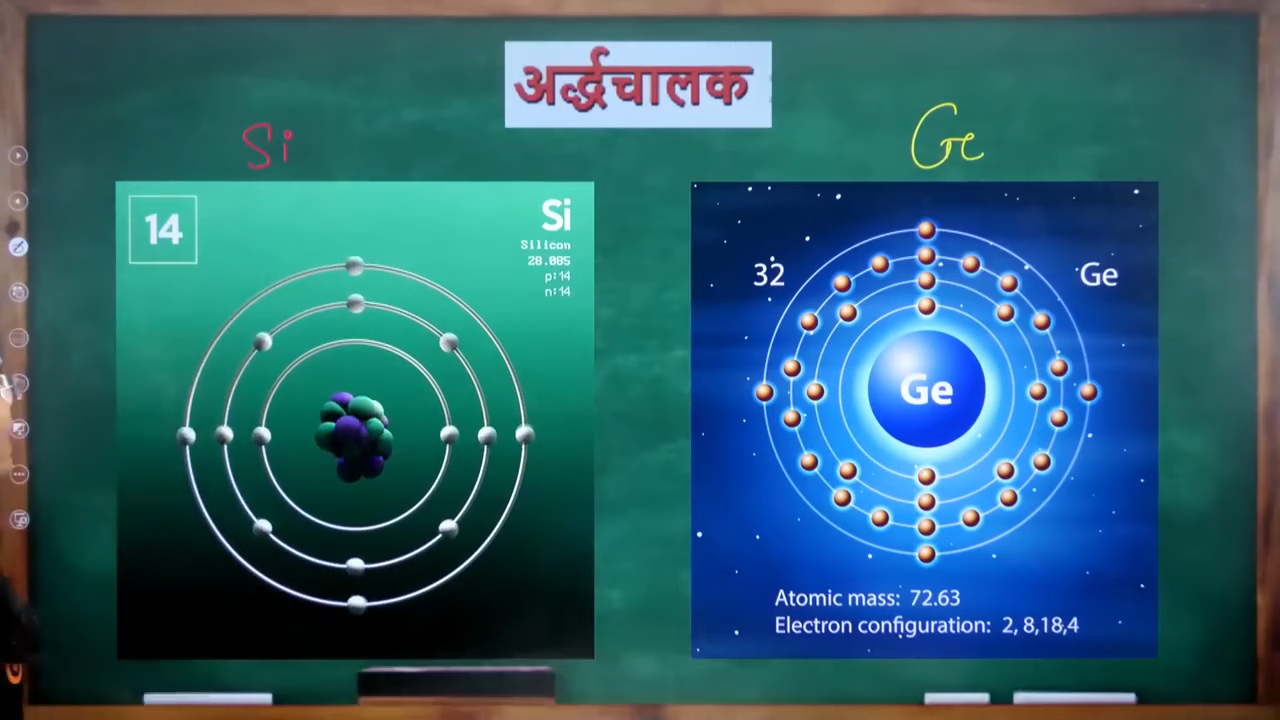 अर्द्धचालक
Si
Ge
14
Si
Silicon
28.085
p:14
n:14
32
Ge
Ge
Atomic mass: 72.63
Electron configuration: 2, 8,18,4